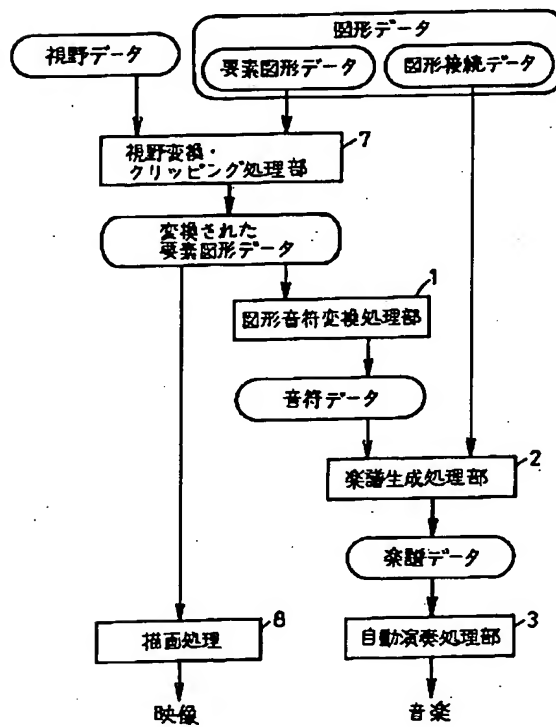 図形データ
視野データ
要素図形データ
図形接続データ
7
視野変換・
クリッピング処理部
変換された
要素図形データ
1
図形音符変換処理部
音符データ
2
楽譜生成処理部
楽譜データ
8
描画処理
3
自動演奏処理部
映像
音楽